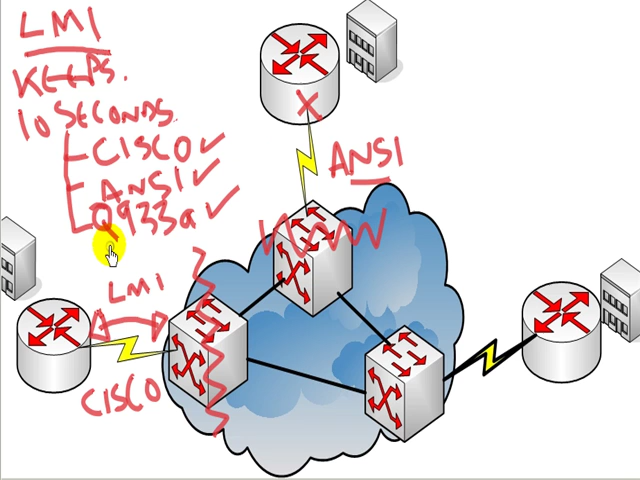 LMI
KEEPS.
10 SECONDS.
CISCO
ANSI
Q933a
ANSI
LMI
CISCO